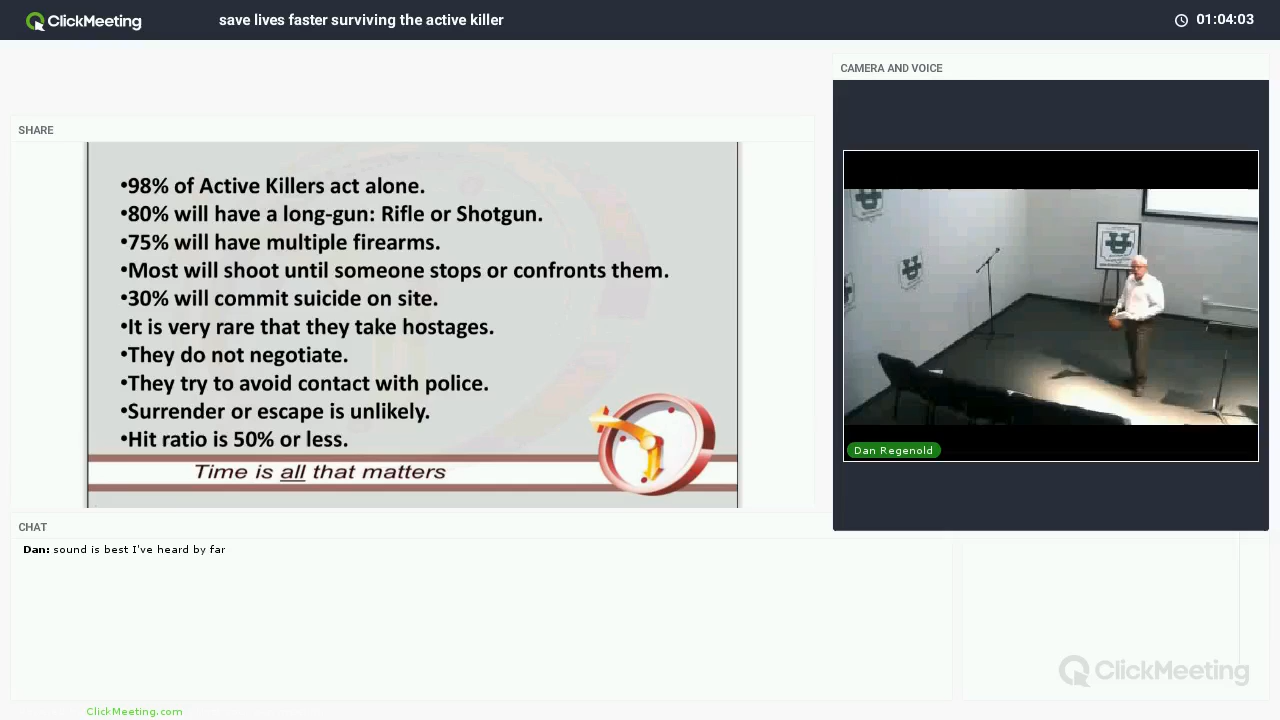 ClickMeeting
save lives faster surviving the active killer
01:04:03
CAMERA AND VOICE
SHARE
•98% of Active Killers act alone.
•80% will have a long-gun: Rifle or Shotgun.
•75% will have multiple firearms.
•Most will shoot until someone stops or confronts them.
•30% will commit suicide on site.
•It is very rare that they take hostages.
•They do not negotiate.
•They try to avoid contact with police.
•Surrender or escape is unlikely.
•Hit ratio is 50% or less.
Time is all that matters
Dan Regenold
CHAT
Dan: sound is best I've heard by far
ClickMeeting
ClickMeeting.com